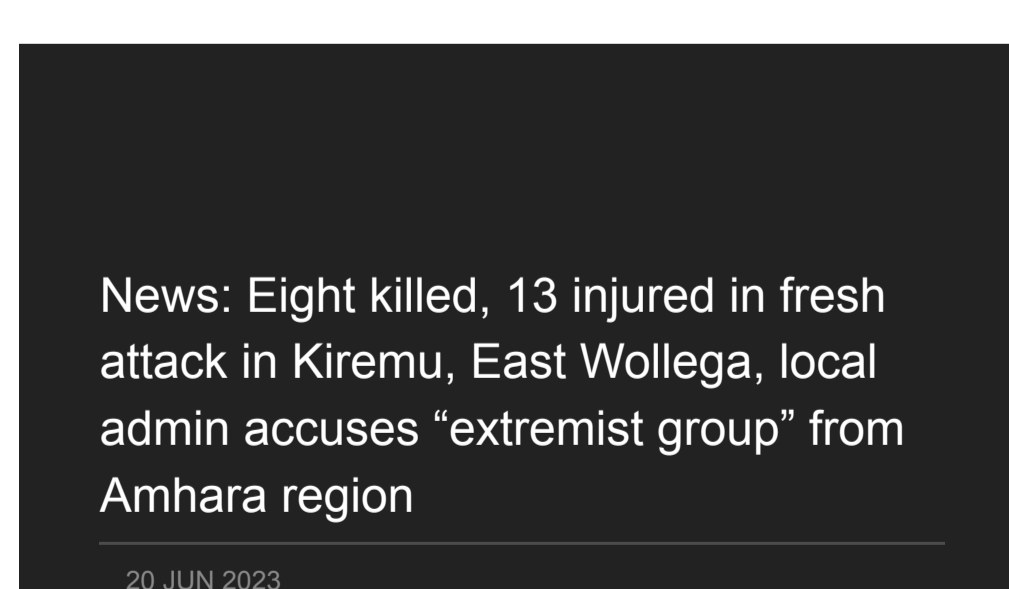 News: Eight killed, 13 injured in fresh
attack in Kiremu, East Wollega, local
admin accuses “extremist group” from
Amhara region
20 JUN 2023